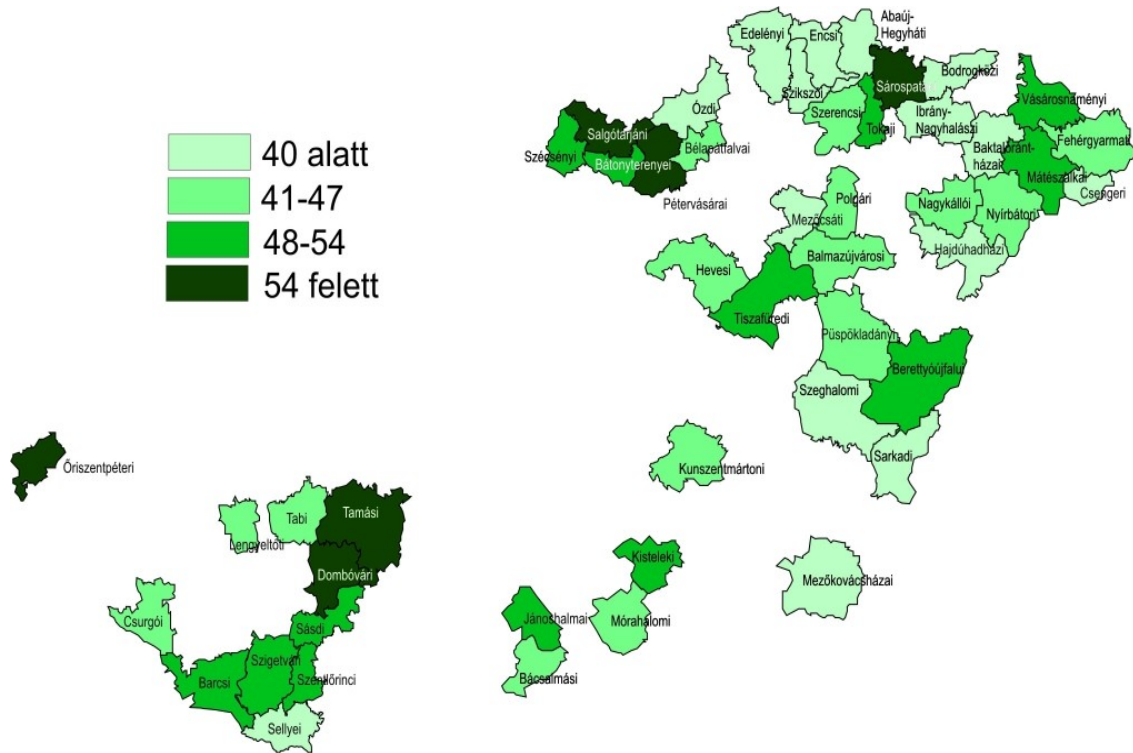 Abaúj-
Hegyháti
Edelényi
Encsi
Bodrogközi
Szikszói
Sárospataki
Ózdi
Vásárosnaményi
Szerencsi
Ibrány-
Nagyhalászi
Tokaji
Salgótarjáni
Fehérgyarmati
Szécsényi
Bélapátfalvai
Baktalóránt-
házai
Bátonyterenyei
Mátészalkai
Csengeri
Pétervásárai
Polgári
Nagykállói
Nyírbátori
Mezőcsáti
Hajdúhadházi
Balmazújvárosi
Hevesi
Tiszafüredi
Püspökladányi
Berettyóújfalui
Szeghalomi
Sarkadi
40 alatt
41-47
48-54
54 felett
Őriszentpéteri
Kunszentmártoni
Tabi
Tamási
Lengyeltóti
Dombóvári
Kisteleki
Mezőkovácsházai
Csurgói
Jánoshalmai
Mórahalomi
Sásdi
Szigetvári
Barcsi
Szentlőrinci
Bácsalmási
Sellyei